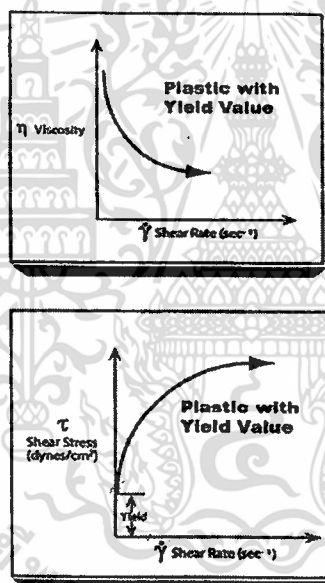 Plastic with
Yield Value
η Viscosity
γ̇ Shear Rate (sec⁻¹)
τ
Shear Stress
(dynes/cm²)
Plastic with
Yield Value
Yield
γ̇ Shear Rate (sec⁻¹)